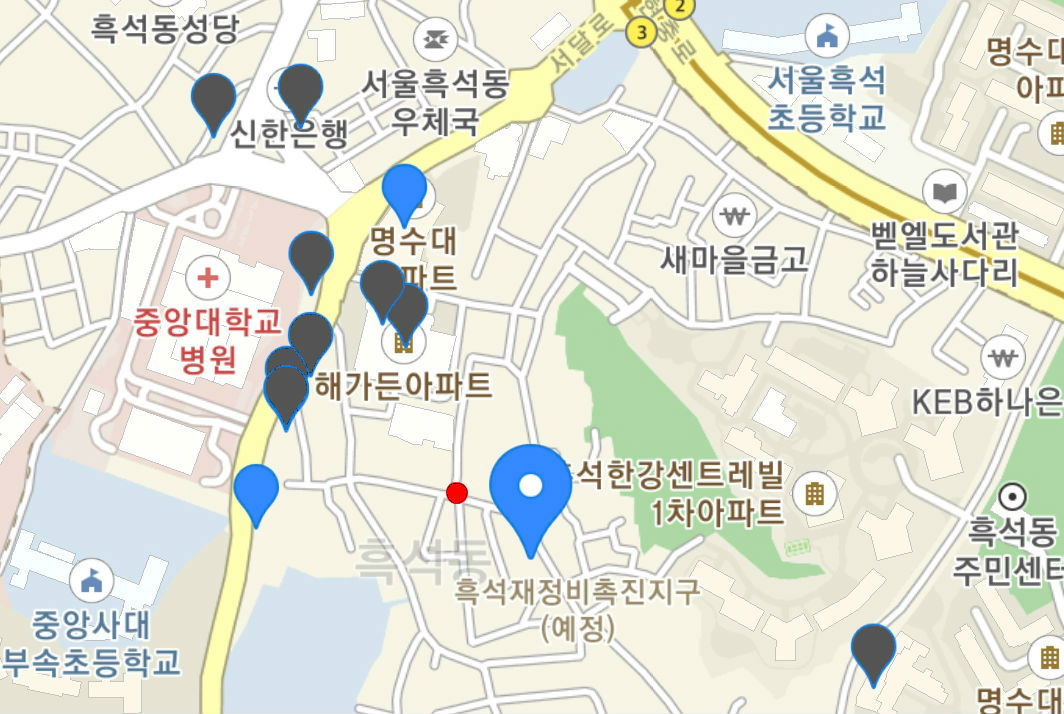 흑석동성당
서울흑석동
우체국
신한은행
서달로
현충로
3
2
서울흑석
초등학교
명수대
벧엘도서관
하늘사다리
새마을금고
명수대
중앙대학교
병원
해가든아파트
KEB하나은
석한강센트레빌
1차아파트
흑석동
주민센터
흑석동
흑석재정비촉진지구
(예정)
중앙사대
부속초등학교
명수대